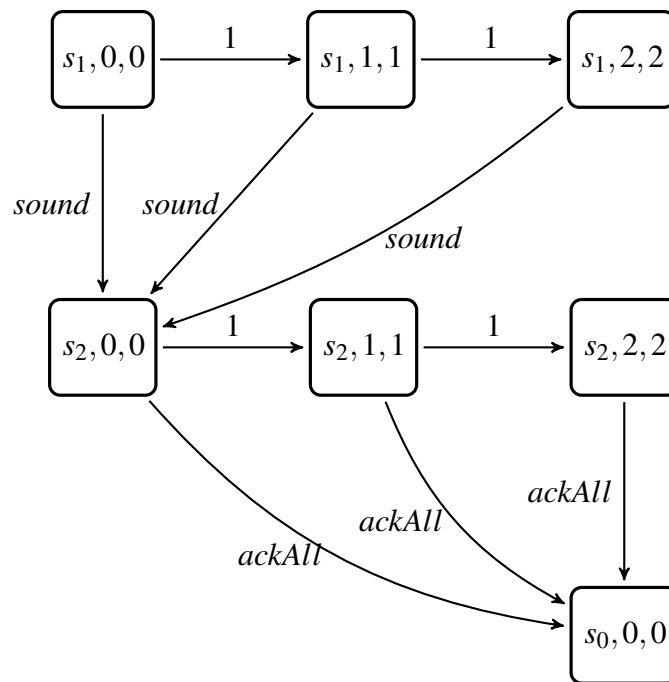 1 1
s₁,0,0 s₁,1,1 s₁,2,2
sound sound
sound
1 1
s₂,0,0 s₂,1,1 s₂,2,2
ackAll
ackAll
ackAll
s₀,0,0